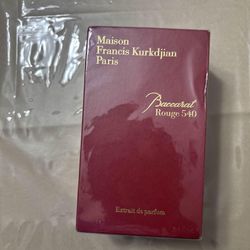 Maison
Francis Kurkdjian
Paris
Baccarat
Rouge 540
Extrait de parfum